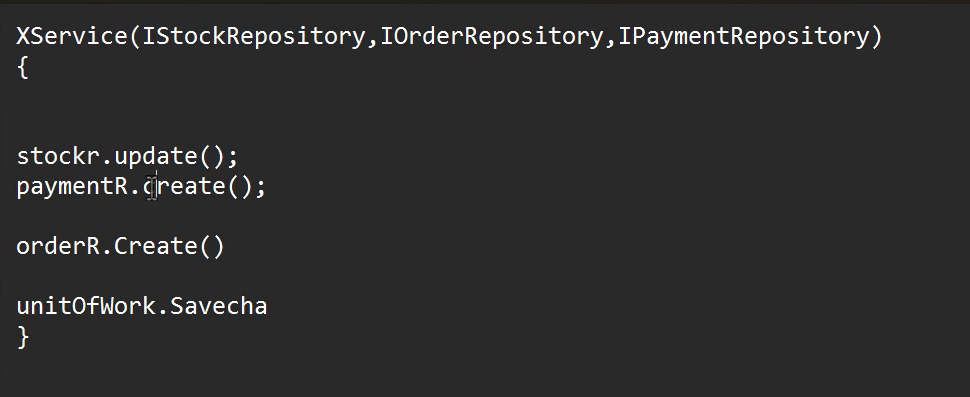 XService(IStockRepository,IOrderRepository,IPaymentRepository)
{
stockr.update();
paymentR.create();
orderR.Create()
unitOfWork.Savecha
}